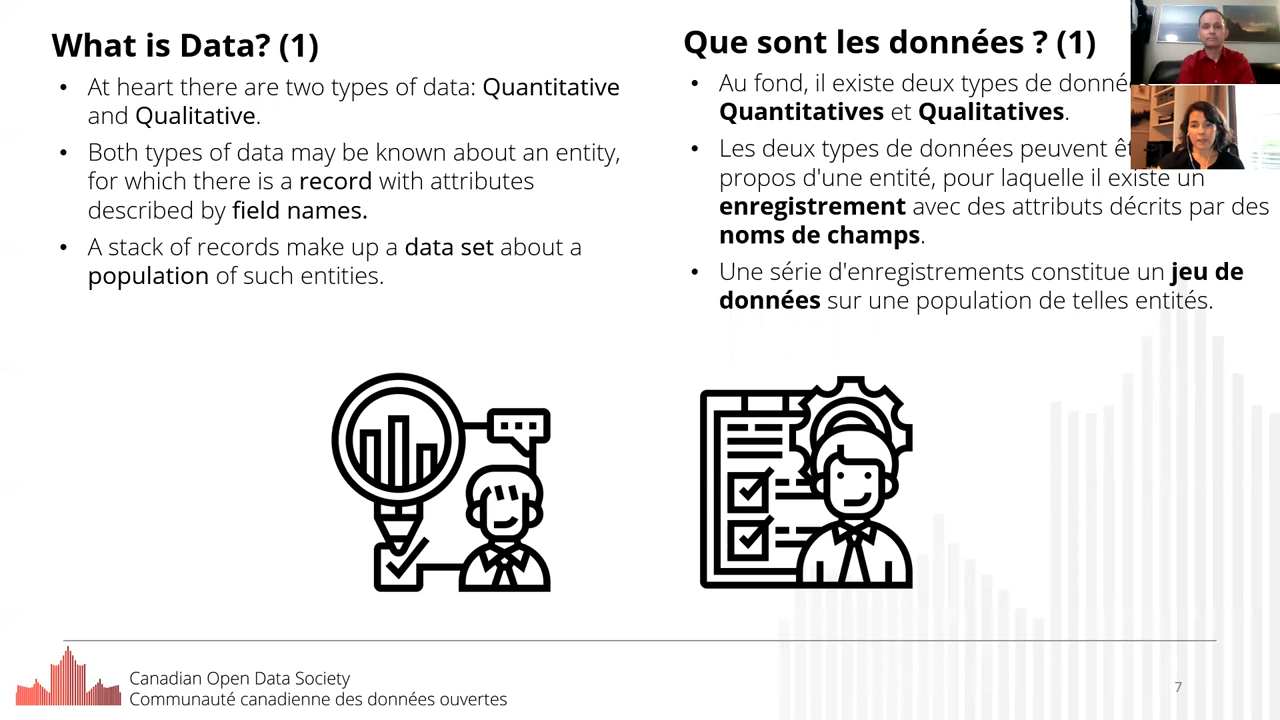 What is Data? (1)
• At heart there are two types of data: Quantitative
and Qualitative.
• Both types of data may be known about an entity,
for which there is a record with attributes
described by field names.
• A stack of records make up a data set about a
population of such entities.
Que sont les données ? (1)
• Au fond, il existe deux types de
Quantitatives et Qualitatives.
• Les deux types de données peuvent
propos d'une entité, pour laquelle il existe un
enregistrement avec des attributs décrits par des
noms de champs.
• Une série d'enregistrements constitue un jeu de
données sur une population de telles entités.
Canadian Open Data Society
Communauté canadienne des données ouvertes
7